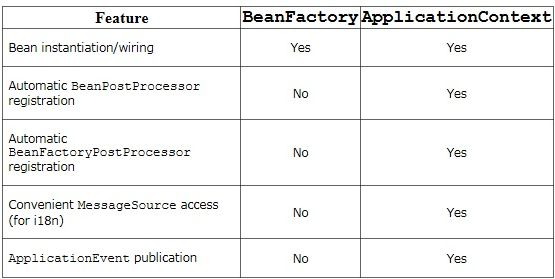 Feature BeanFactory ApplicationContext
Bean instantiation/wiring Yes Yes
Automatic BeanPostProcessor
registration No Yes
Automatic
BeanFactoryPostProcessor
registration No Yes
Convenient MessageSource access
(for i18n) No Yes
ApplicationEvent publication No Yes